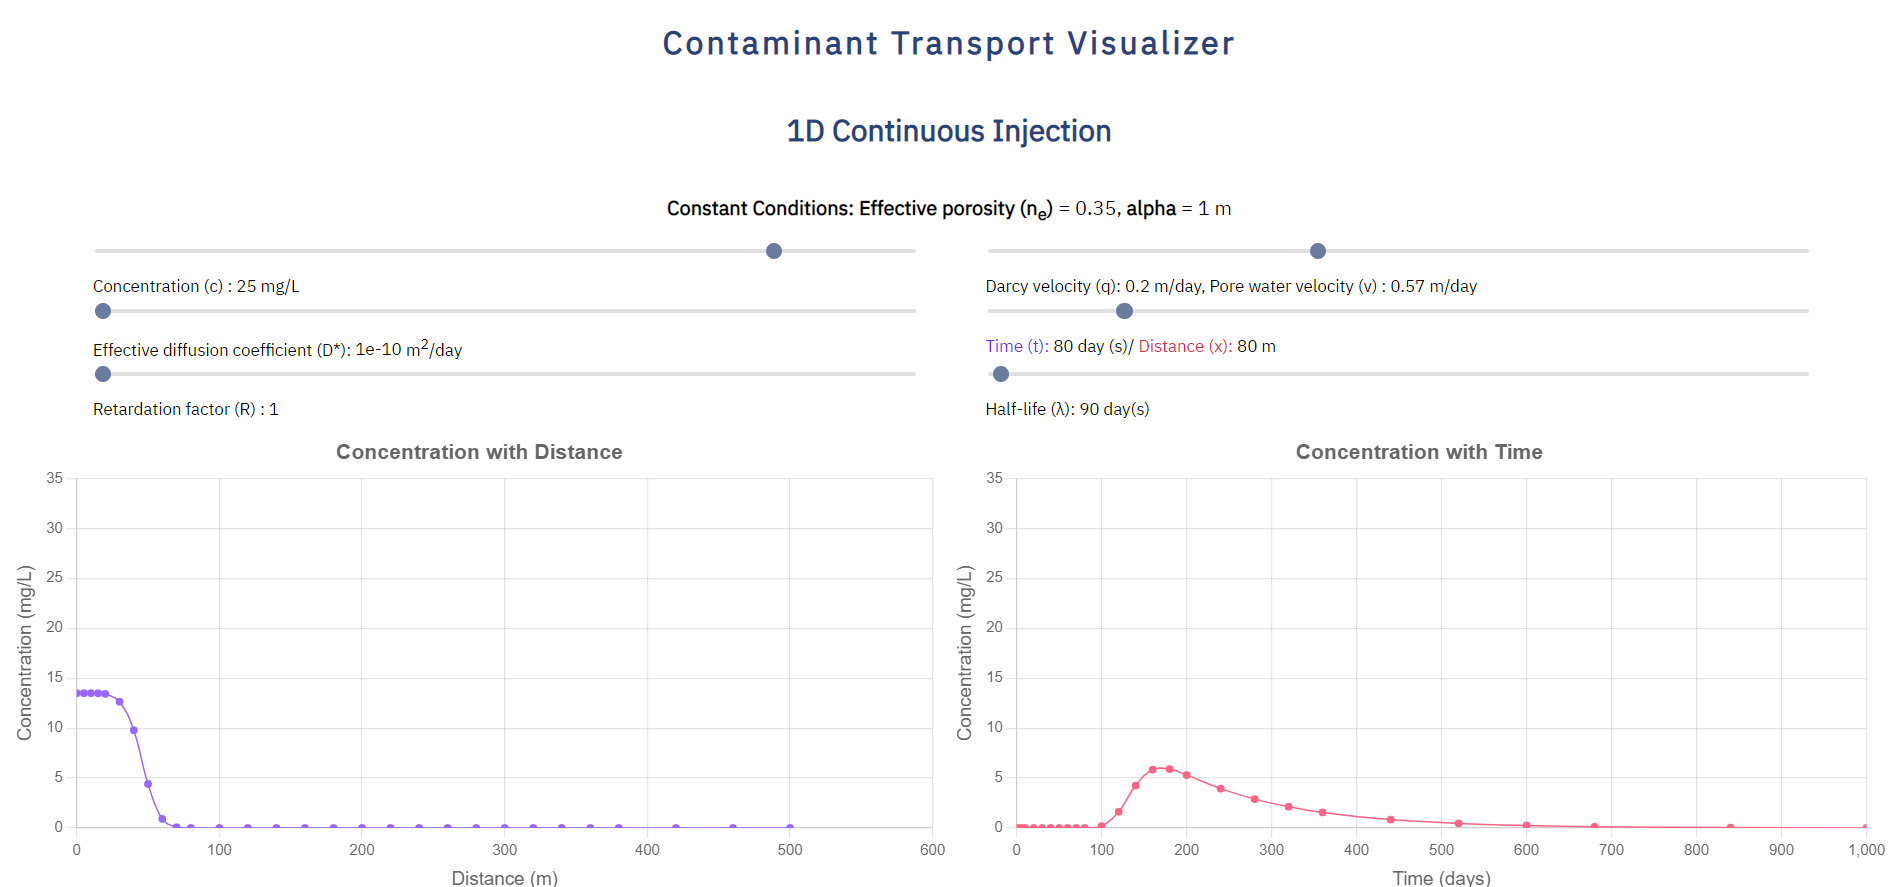 Contaminant Transport Visualizer
1D Continuous Injection
Constant Conditions: Effective porosity (nₑ) = 0.35, alpha = 1 m
Concentration (c) : 25 mg/L
Darcy velocity (q): 0.2 m/day, Pore water velocity (v) : 0.57 m/day
Effective diffusion coefficient (D*): 1e-10 m²/day
Time (t): 80 day (s)/ Distance (x): 80 m
Retardation factor (R) : 1
Half-life (λ): 90 day(s)
Concentration with Distance
35
30
25
20
15
10
5
0
Concentration (mg/L)
0 100 200 300 400 500 600
Distance (m)
Concentration with Time
35
30
25
20
15
10
5
0
Concentration (mg/L)
0 100 200 300 400 500 600 700 800 900 1,000
Time (days)